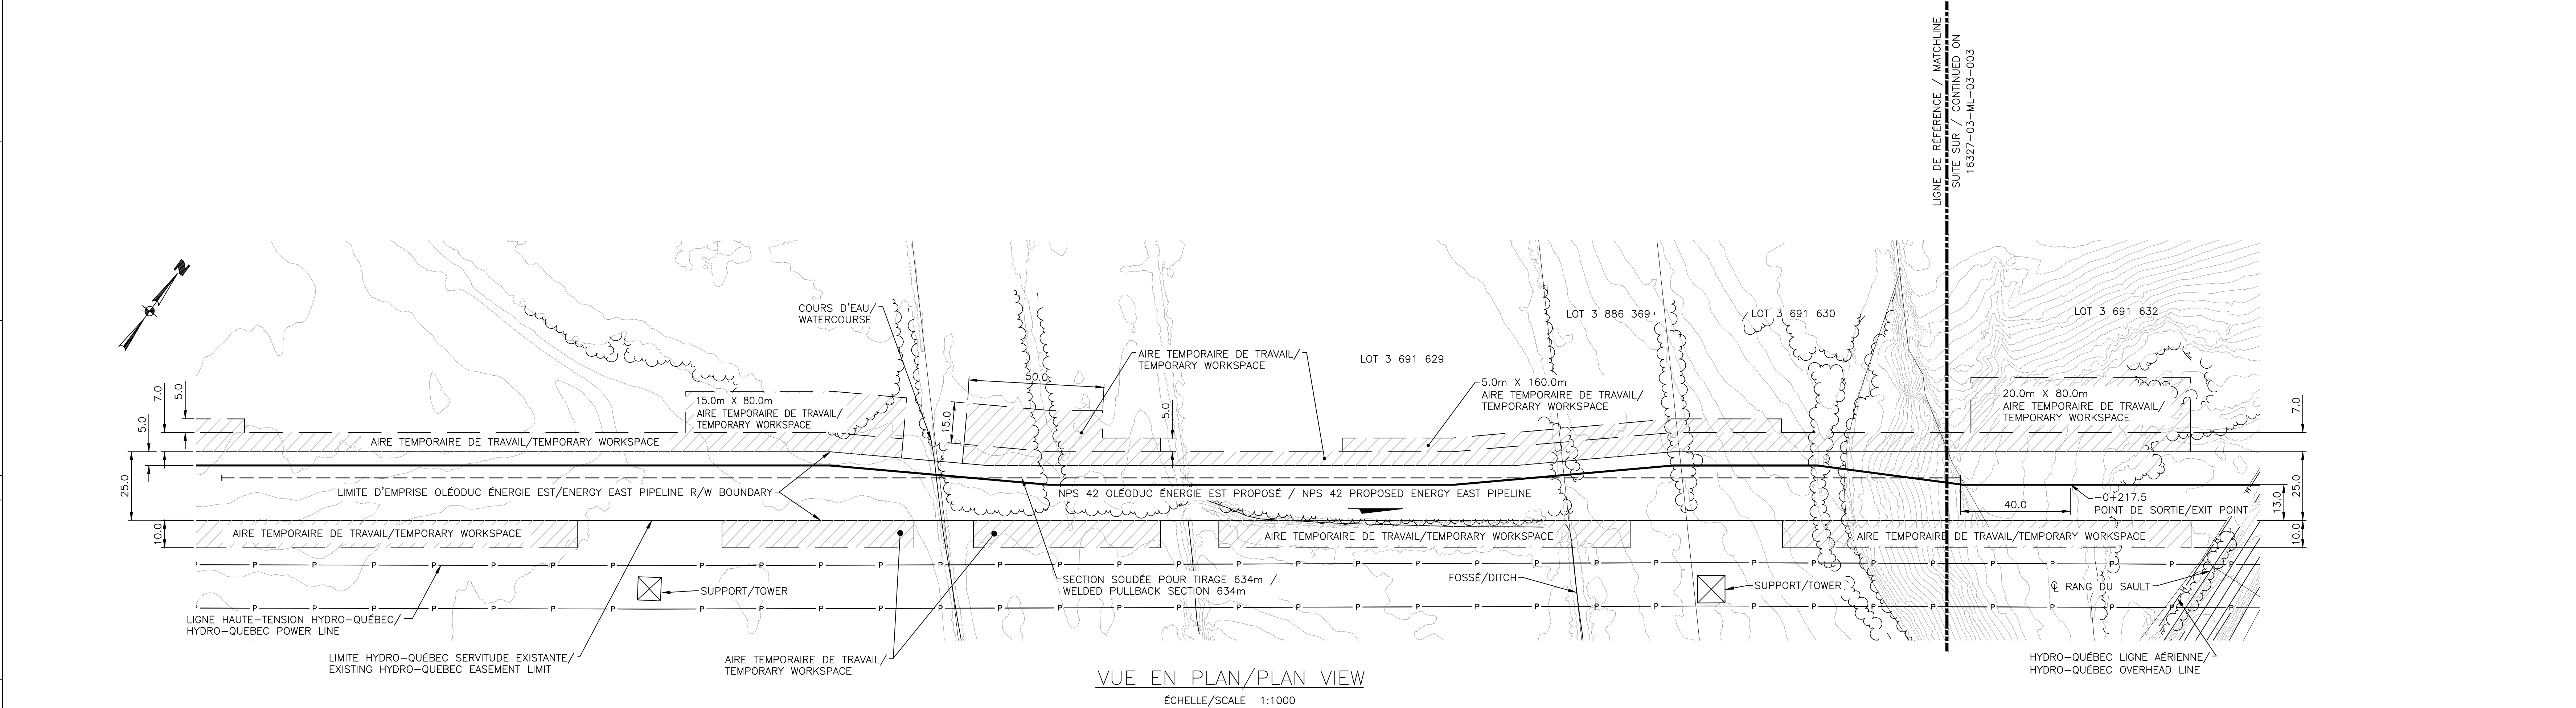 LIGNE DE RÉFÉRENCE / MATCHLINE
SUITE SUR / CONTINUED ON
16327-03-ML-03-003
N
COURS D'EAU/
WATERCOURSE
LOT 3 886 369
LOT 3 691 630
LOT 3 691 632
AIRE TEMPORAIRE DE TRAVAIL/
TEMPORARY WORKSPACE
LOT 3 691 629
50.0
5.0m X 160.0m
AIRE TEMPORAIRE DE TRAVAIL/
TEMPORARY WORKSPACE
15.0m X 80.0m
AIRE TEMPORAIRE DE TRAVAIL/
TEMPORARY WORKSPACE
20.0m X 80.0m
AIRE TEMPORAIRE DE TRAVAIL/
TEMPORARY WORKSPACE
5.0
7.0
5.0
15.0
5.0
7.0
AIRE TEMPORAIRE DE TRAVAIL/TEMPORARY WORKSPACE
25.0
LIMITE D'EMPRISE OLÉODUC ÉNERGIE EST/ENERGY EAST PIPELINE R/W BOUNDARY
NPS 42 OLÉODUC ÉNERGIE EST PROPOSÉ / NPS 42 PROPOSED ENERGY EAST PIPELINE
-0+217.5
POINT DE SORTIE/EXIT POINT
40.0
13.0
25.0
10.0
AIRE TEMPORAIRE DE TRAVAIL/TEMPORARY WORKSPACE
AIRE TEMPORAIRE DE TRAVAIL/TEMPORARY WORKSPACE
AIRE TEMPORAIRE DE TRAVAIL/TEMPORARY WORKSPACE
10.0
P P P P P P P P P P P P P P P P P P P P P P P P P P P P P P P P P P
SECTION SOUDÉE POUR TIRAGE 634m /
WELDED PULLBACK SECTION 634m
FOSSÉ/DITCH
SUPPORT/TOWER
SUPPORT/TOWER
℄ RANG DU SAULT
P P P P P P P P P P P P P P P P P P P P P P P P P P P P P P P P P P
LIGNE HAUTE-TENSION HYDRO-QUÉBEC/
HYDRO-QUEBEC POWER LINE
LIMITE HYDRO-QUÉBEC SERVITUDE EXISTANTE/
EXISTING HYDRO-QUEBEC EASEMENT LIMIT
AIRE TEMPORAIRE DE TRAVAIL/
TEMPORARY WORKSPACE
HYDRO-QUÉBEC LIGNE AÉRIENNE/
HYDRO-QUÉBEC OVERHEAD LINE
VUE EN PLAN/PLAN VIEW
ÉCHELLE/SCALE 1:1000